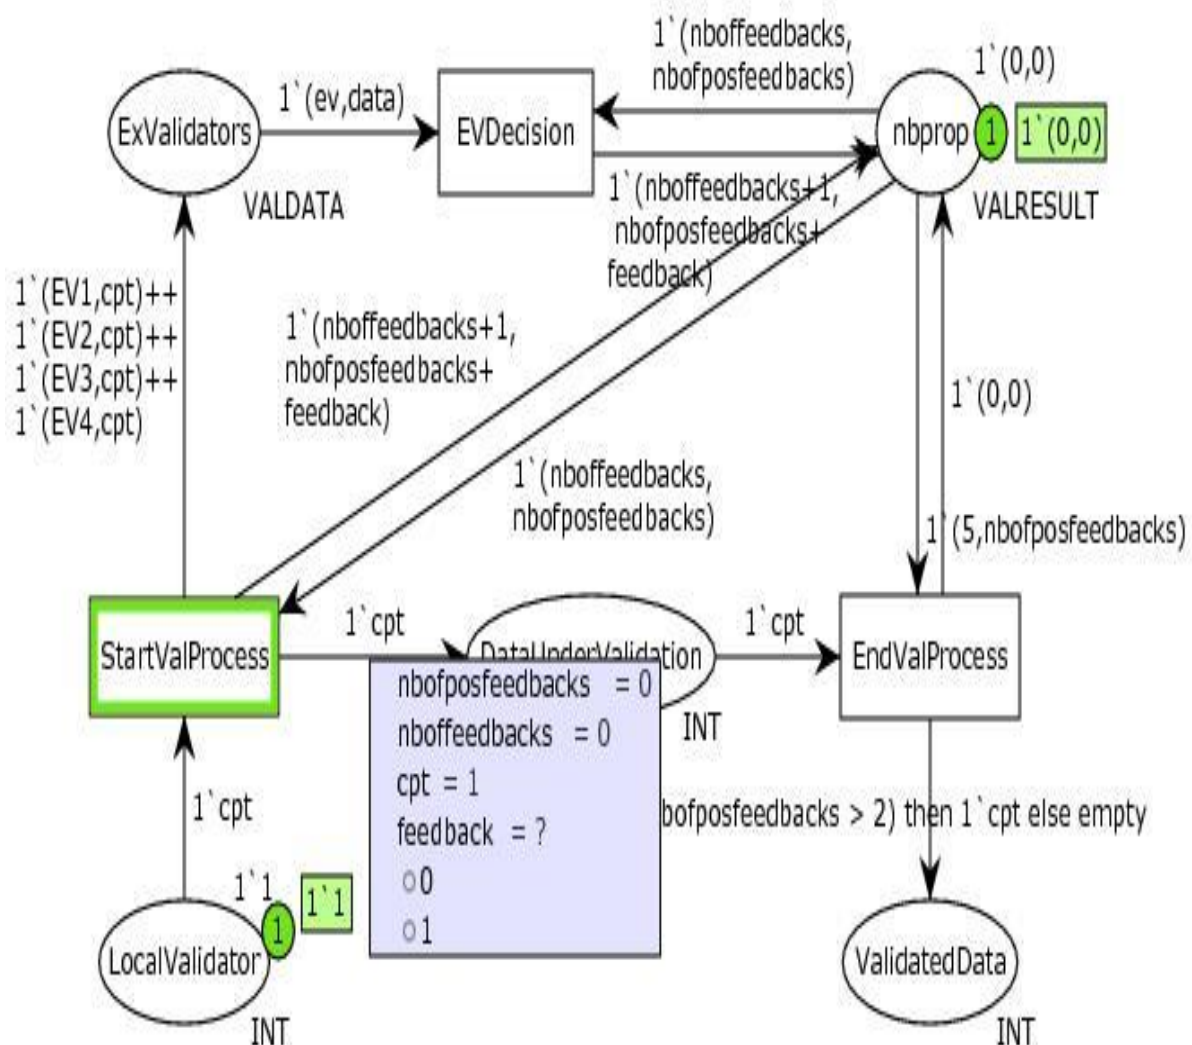 1`(nboffeedbacks,
nbofposfeedbacks)
1`(0,0)
1`(ev,data)
ExValidators
EVDecision
nbprop
1
1`(0,0)
VALDATA
1`(nboffeedbacks+1,
nbofposfeedbacks+
feedback)
VALRESULT
1`(EV1,cpt)++
1`(EV2,cpt)++
1`(EV3,cpt)++
1`(EV4,cpt)
1`(nboffeedbacks+1,
nbofposfeedbacks+
feedback)
1`(0,0)
1`(nboffeedbacks,
nbofposfeedbacks)
1`(5,nbofposfeedbacks)
1`cpt
1`cpt
StartValProcess
DataUnderValidation
EndValProcess
nbofposfeedbacks = 0
nboffeedbacks = 0
cpt = 1
feedback = ?
0
1
INT
1`cpt
bofposfeedbacks > 2) then 1`cpt else empty
1`1
1
1`1
LocalValidator
INT
ValidatedData
INT